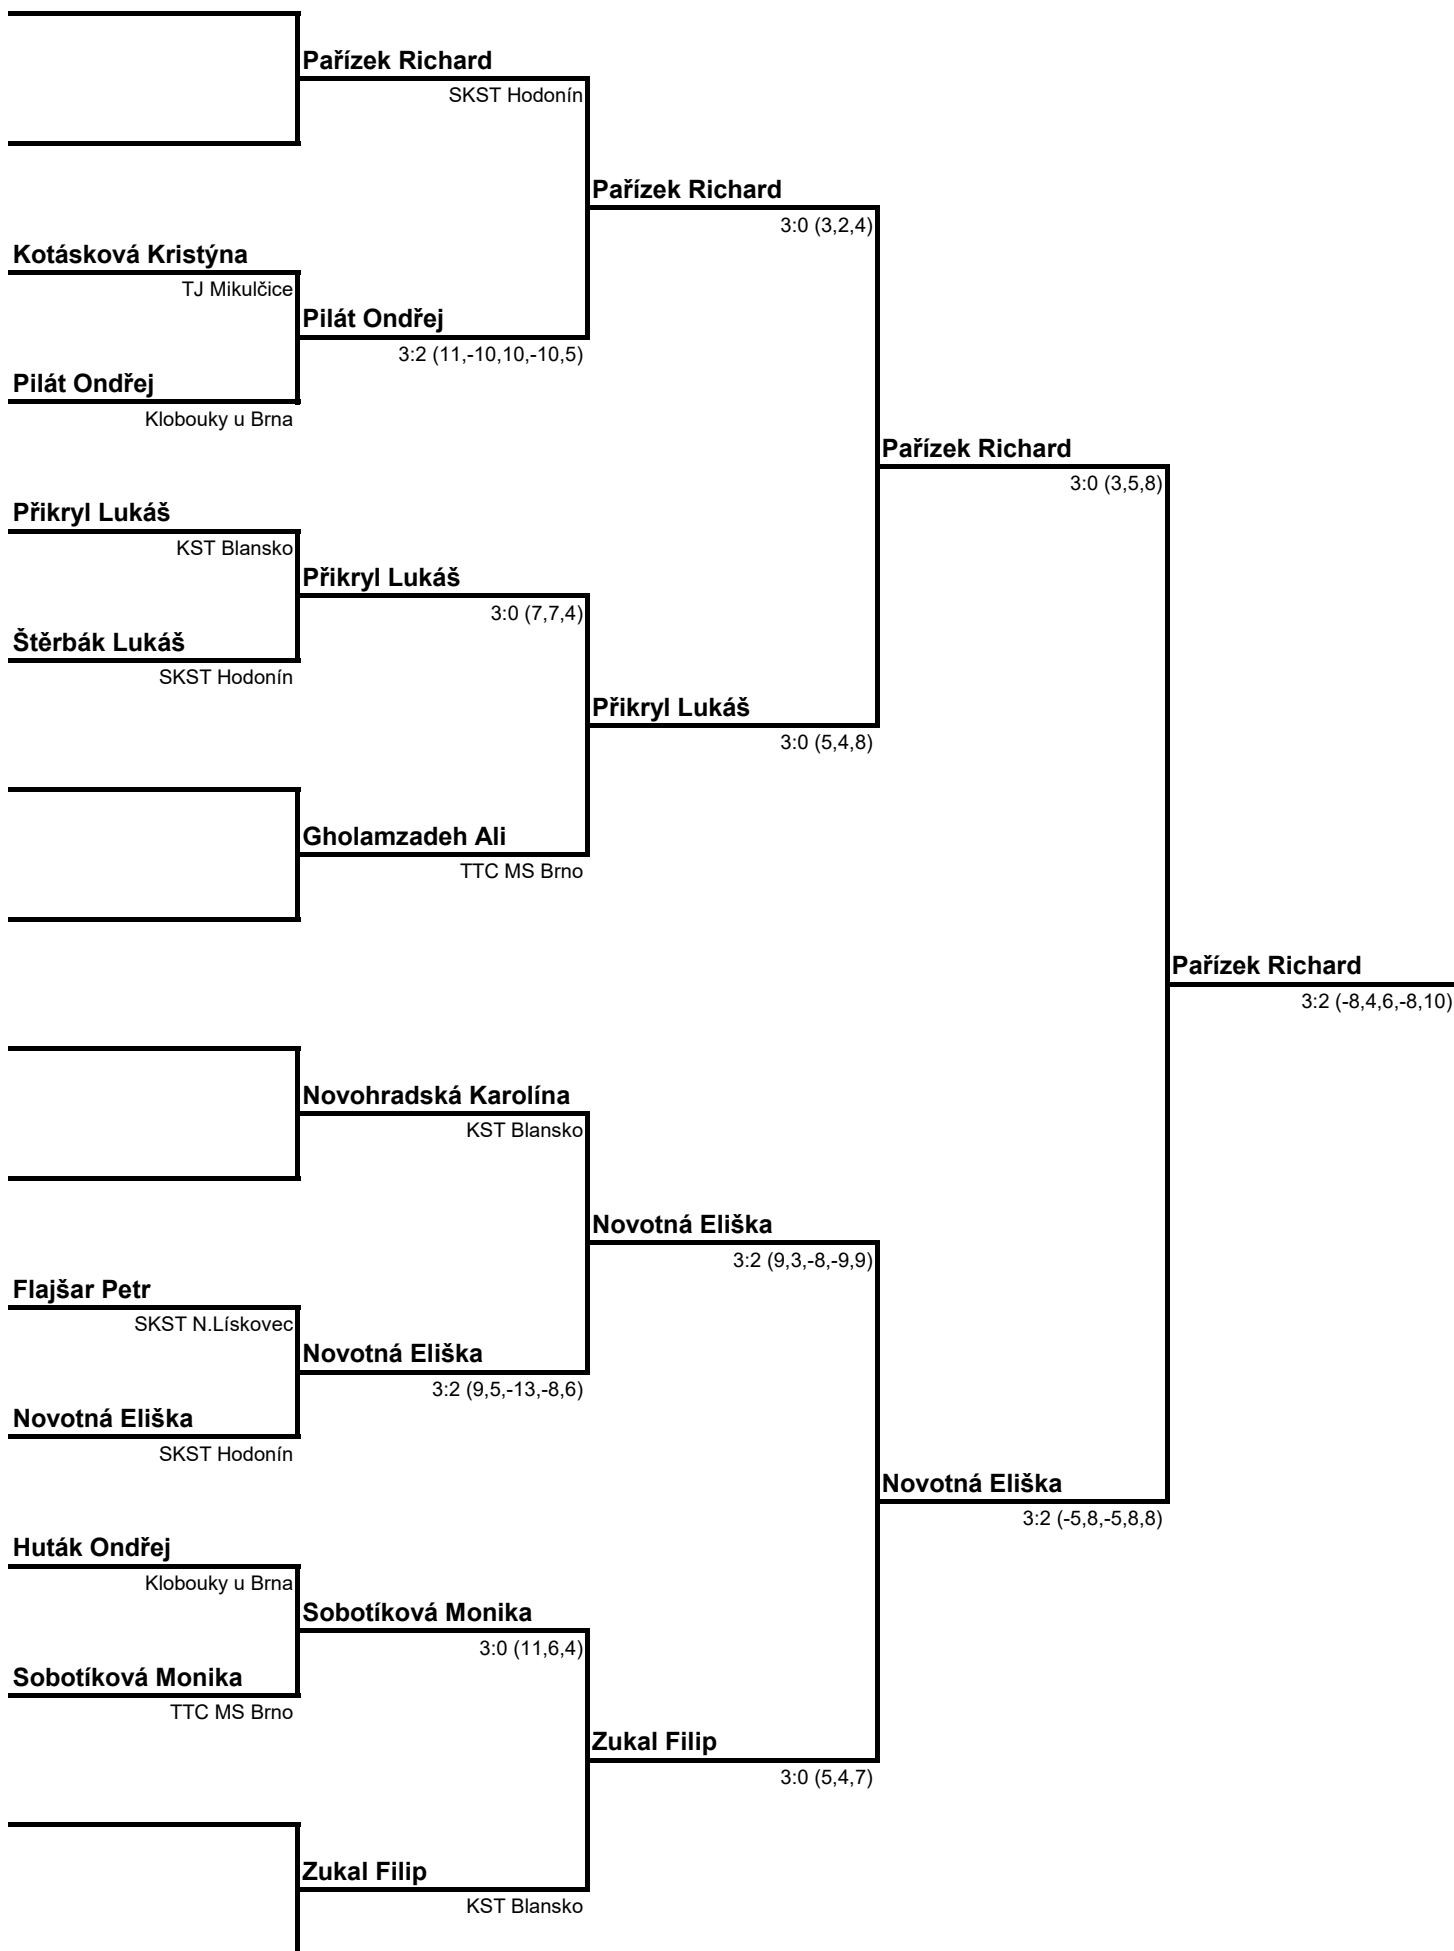 Pařízek Richard
SKST Hodonín
Pařízek Richard
3:0 (3,2,4)
Kotásková Kristýna
TJ Mikulčice
Pilát Ondřej
3:2 (11,-10,10,-10,5)
Pilát Ondřej
Klobouky u Brna
Pařízek Richard
3:0 (3,5,8)
Přikryl Lukáš
KST Blansko
Přikryl Lukáš
3:0 (7,7,4)
Štěrbák Lukáš
SKST Hodonín
Přikryl Lukáš
3:0 (5,4,8)
Gholamzadeh Ali
TTC MS Brno
Pařízek Richard
3:2 (-8,4,6,-8,10)
Novohradská Karolína
KST Blansko
Novotná Eliška
3:2 (9,3,-8,-9,9)
Flajšar Petr
SKST N.Lískovec
Novotná Eliška
3:2 (9,5,-13,-8,6)
Novotná Eliška
SKST Hodonín
Novotná Eliška
3:2 (-5,8,-5,8,8)
Huták Ondřej
Klobouky u Brna
Sobotíková Monika
3:0 (11,6,4)
Sobotíková Monika
TTC MS Brno
Zukal Filip
3:0 (5,4,7)
Zukal Filip
KST Blansko